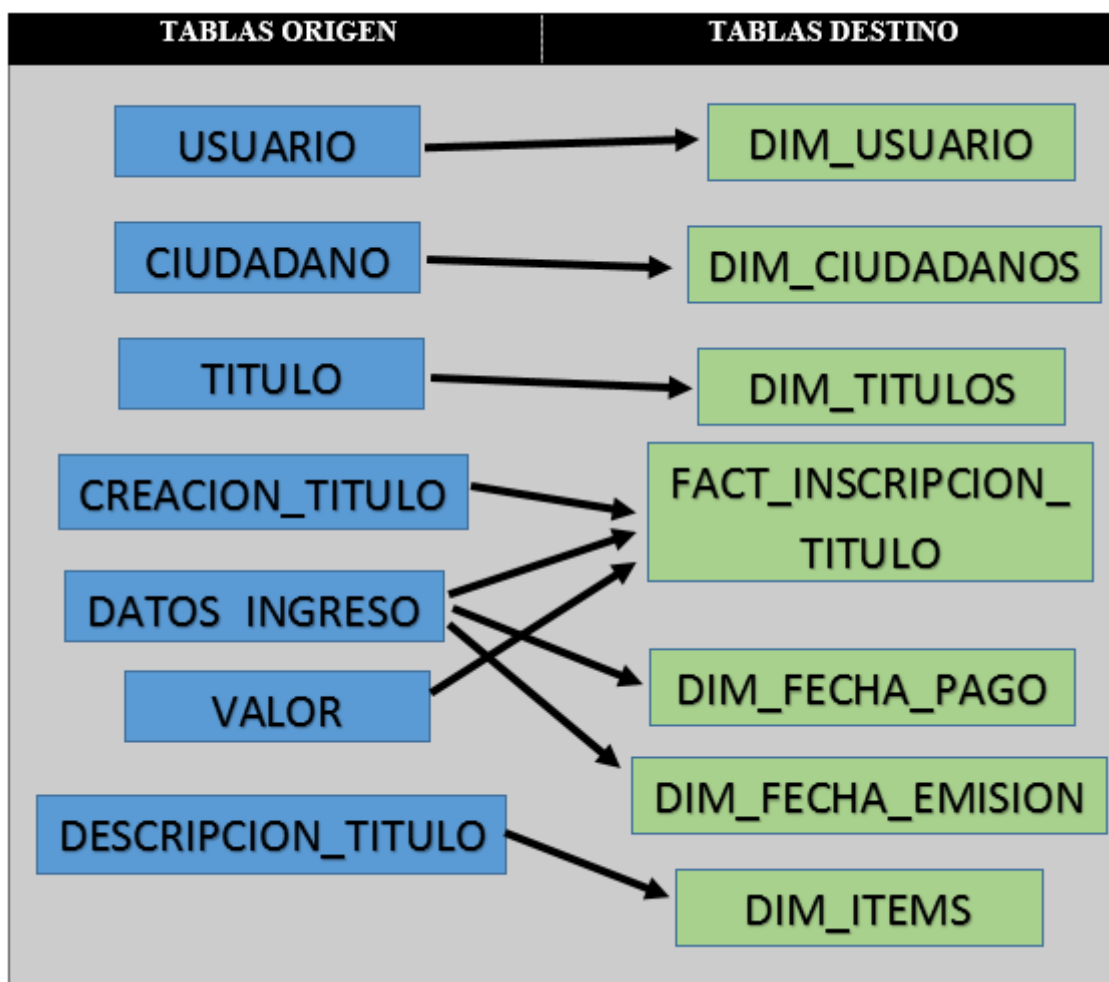 TABLAS ORIGEN
TABLAS DESTINO
USUARIO
DIM_USUARIO
CIUDADANO
DIM_CIUDADANOS
TITULO
DIM_TITULOS
CREACION_TITULO
FACT_INSCRIPCION_
TITULO
DATOS INGRESO
DIM_FECHA_PAGO
VALOR
DIM_FECHA_EMISION
DESCRIPCION_TITULO
DIM_ITEMS